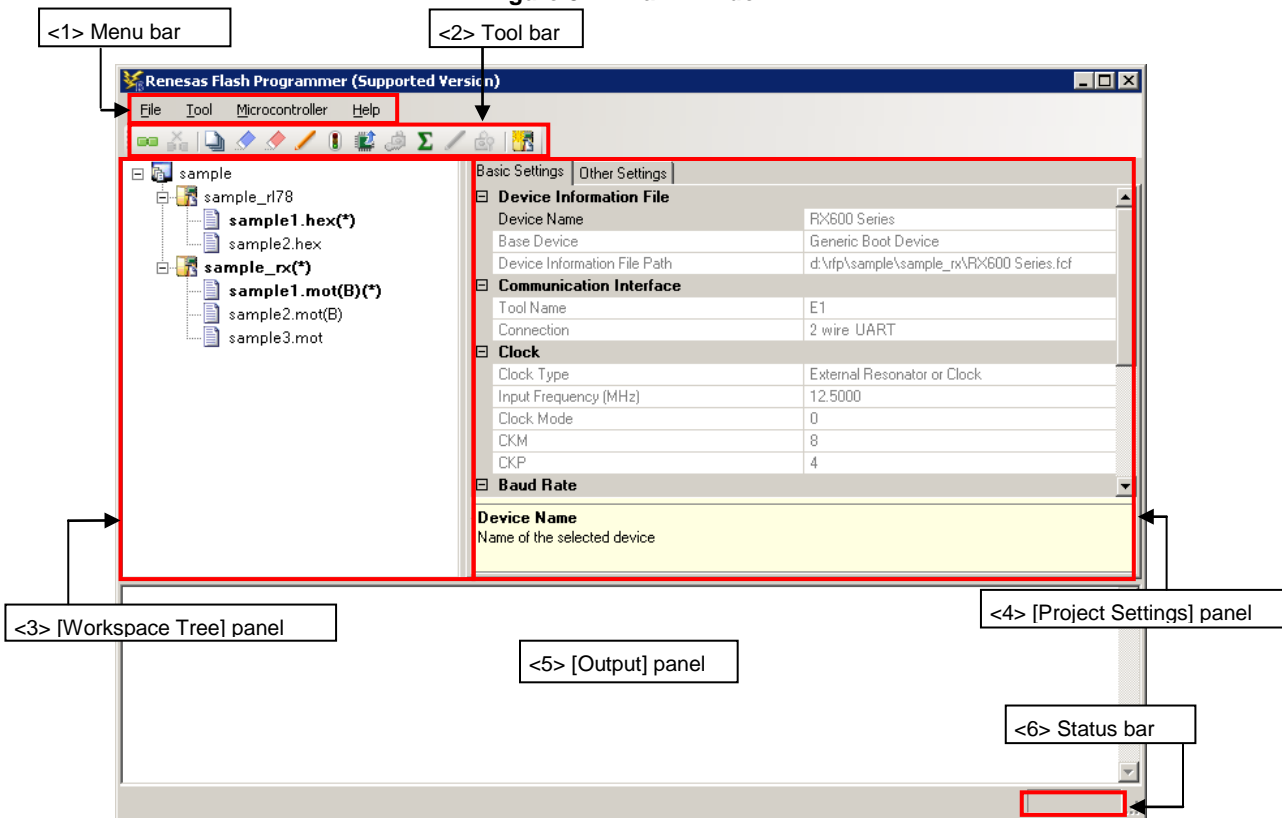 <1> Menu bar
<2> Tool bar
Renesas Flash Programmer (Supported Version)
File Tool Microcontroller Help
sample
sample_rl78
sample1.hex(*)
sample2.hex
sample_rx(*)
sample1.mot(B)(*)
sample2.mot(B)
sample3.mot
Basic Settings Other Settings
Device Information File
Device Name RX600 Series
Base Device Generic Boot Device
Device Information File Path d:\rfp\sample\sample_rx\RX600 Series.fcf
Communication Interface
Tool Name E1
Connection 2 wire UART
Clock
Clock Type External Resonator or Clock
Input Frequency (MHz) 12.5000
Clock Mode 0
CKM 8
CKP 4
Baud Rate
Device Name
Name of the selected device
<3> [Workspace Tree] panel
<4> [Project Settings] panel
<5> [Output] panel
<6> Status bar